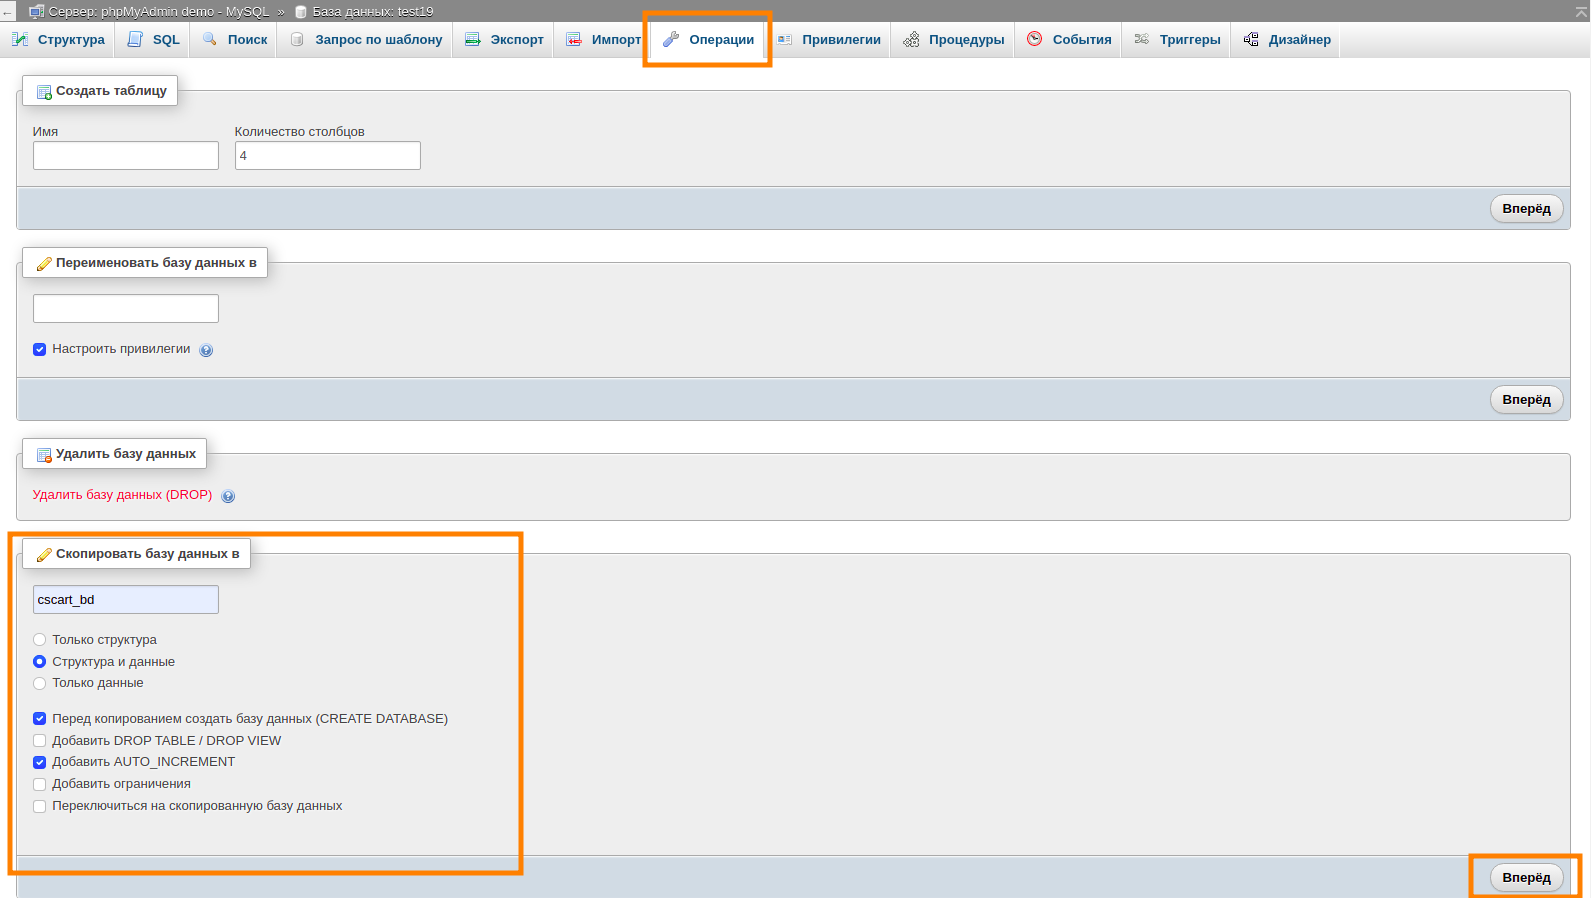 Сервер: phpMyAdmin demo - MySQL » База данных: test19
Структура SQL Поиск Запрос по шаблону Экспорт Импорт Операции Привилегии Процедуры События Триггеры Дизайнер
Создать таблицу
Имя Количество столбцов
4
Вперёд
Переименовать базу данных в
Настроить привилегии
Вперёд
Удалить базу данных
Удалить базу данных (DROP)
Скопировать базу данных в
cscart_bd
Только структура
Структура и данные
Только данные
Перед копированием создать базу данных (CREATE DATABASE)
Добавить DROP TABLE / DROP VIEW
Добавить AUTO_INCREMENT
Добавить ограничения
Переключиться на скопированную базу данных
Вперёд